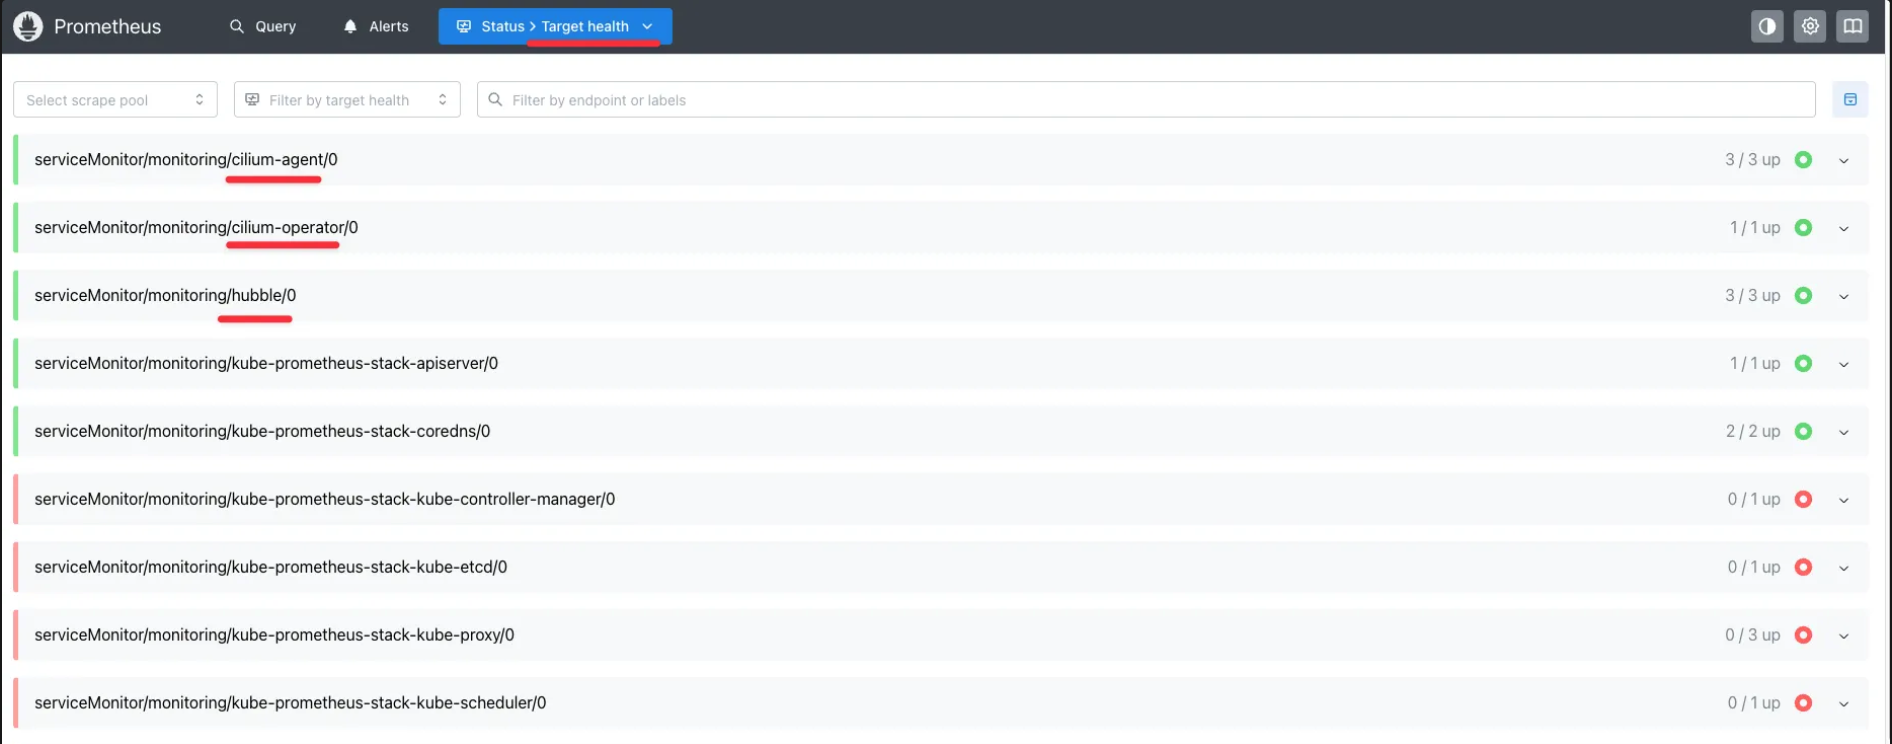 Prometheus Query Alerts Status > Target health
Select scrape pool Filter by target health Filter by endpoint or labels
serviceMonitor/monitoring/cilium-agent/0 3 / 3 up
serviceMonitor/monitoring/cilium-operator/0 1 / 1 up
serviceMonitor/monitoring/hubble/0 3 / 3 up
serviceMonitor/monitoring/kube-prometheus-stack-apiserver/0 1 / 1 up
serviceMonitor/monitoring/kube-prometheus-stack-coredns/0 2 / 2 up
serviceMonitor/monitoring/kube-prometheus-stack-kube-controller-manager/0 0 / 1 up
serviceMonitor/monitoring/kube-prometheus-stack-kube-etcd/0 0 / 1 up
serviceMonitor/monitoring/kube-prometheus-stack-kube-proxy/0 0 / 3 up
serviceMonitor/monitoring/kube-prometheus-stack-kube-scheduler/0 0 / 1 up